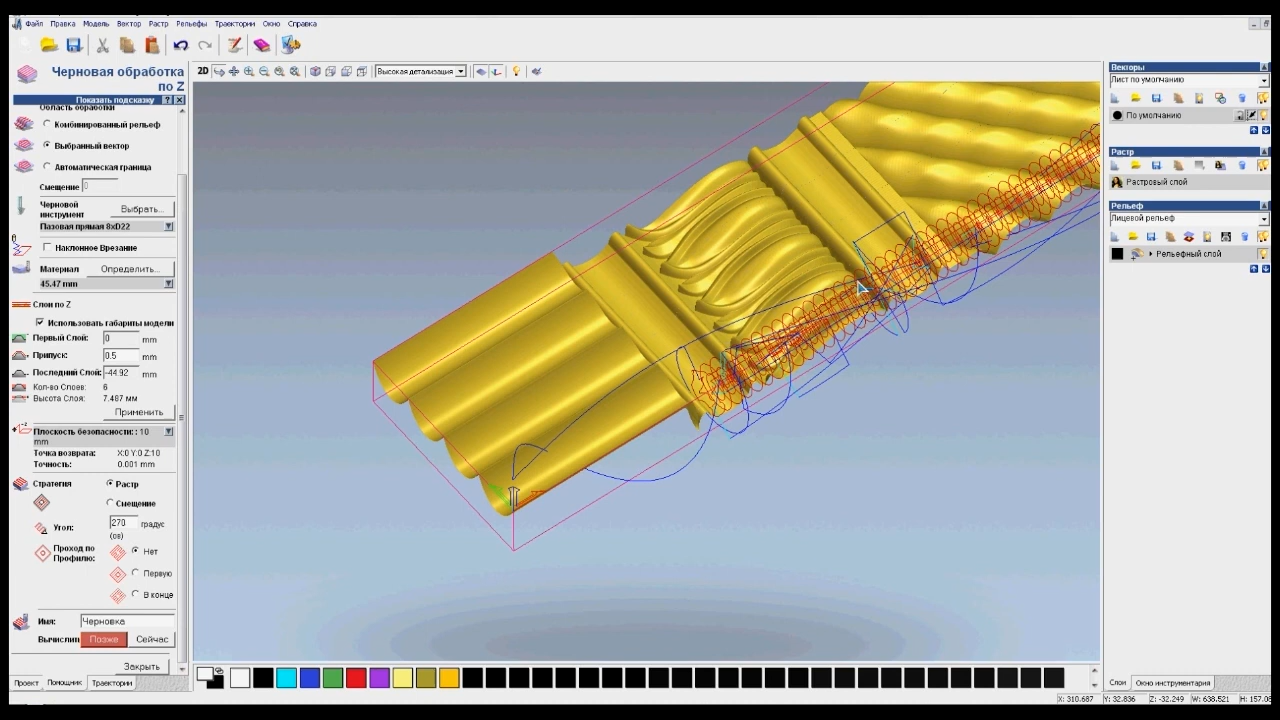 Файл Правка Модель Вектор Растр Рельефы Траектории Окно Справка
2D
Высокая детализация
Черновая обработка
по Z
Показать подсказку
Область обработки
Комбинированный рельеф
Выбранный вектор
Автоматическая граница
Смещение 0
Черновой
инструмент
Выбрать...
Пазовая прямая 8xD22
Наклонное Врезание
Материал Определить...
45.47 mm
Слои по Z
Использовать габариты модели
Первый Слой: 0 mm
Припуск: 0.5 mm
Последний Слой: -44.92 mm
Кол-во Слоев: 6
Высота Слоя: 7.487 мм
Применить
Плоскость безопасности: : 10
mm
Точка возврата: X:0 Y:0 Z:10
Точность: 0.001 mm
Стратегия Растр
Смещение
Угол: 270 градус
(ов)
Проход по
Профилю:
Нет
Первую
В конце
Имя: Черновка
Вычислит Позже Сейчас
Закрыть
Проект Помощник Траектории
Векторы
Лист по умолчанию
По умолчанию
Растр
Растровый слой
Рельеф
Лицевой рельеф
Рельефный слой
Слои Окно инструментария
X: 310.687 Y: 32.836 Z: -32.249 W: 638.521